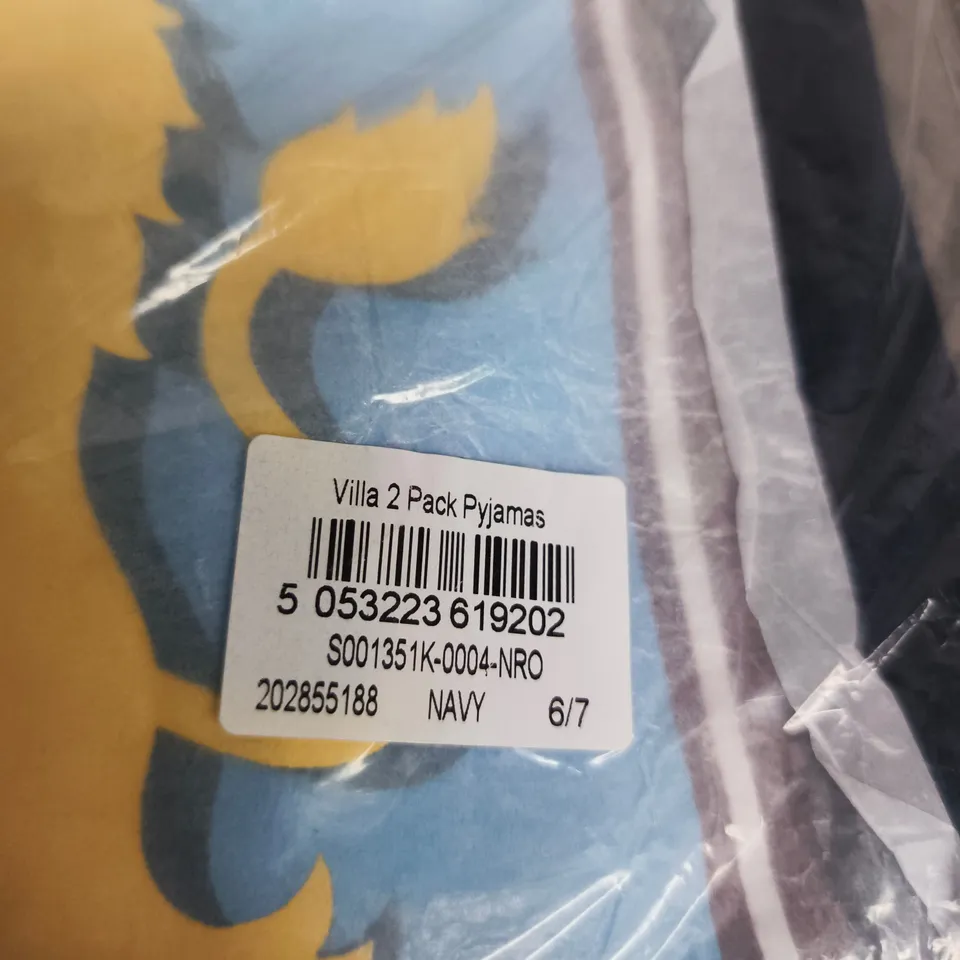 Villa 2 Pack Pyjamas
5 053223 619202
S001351K-0004-NRO
202855188 NAVY 6/7